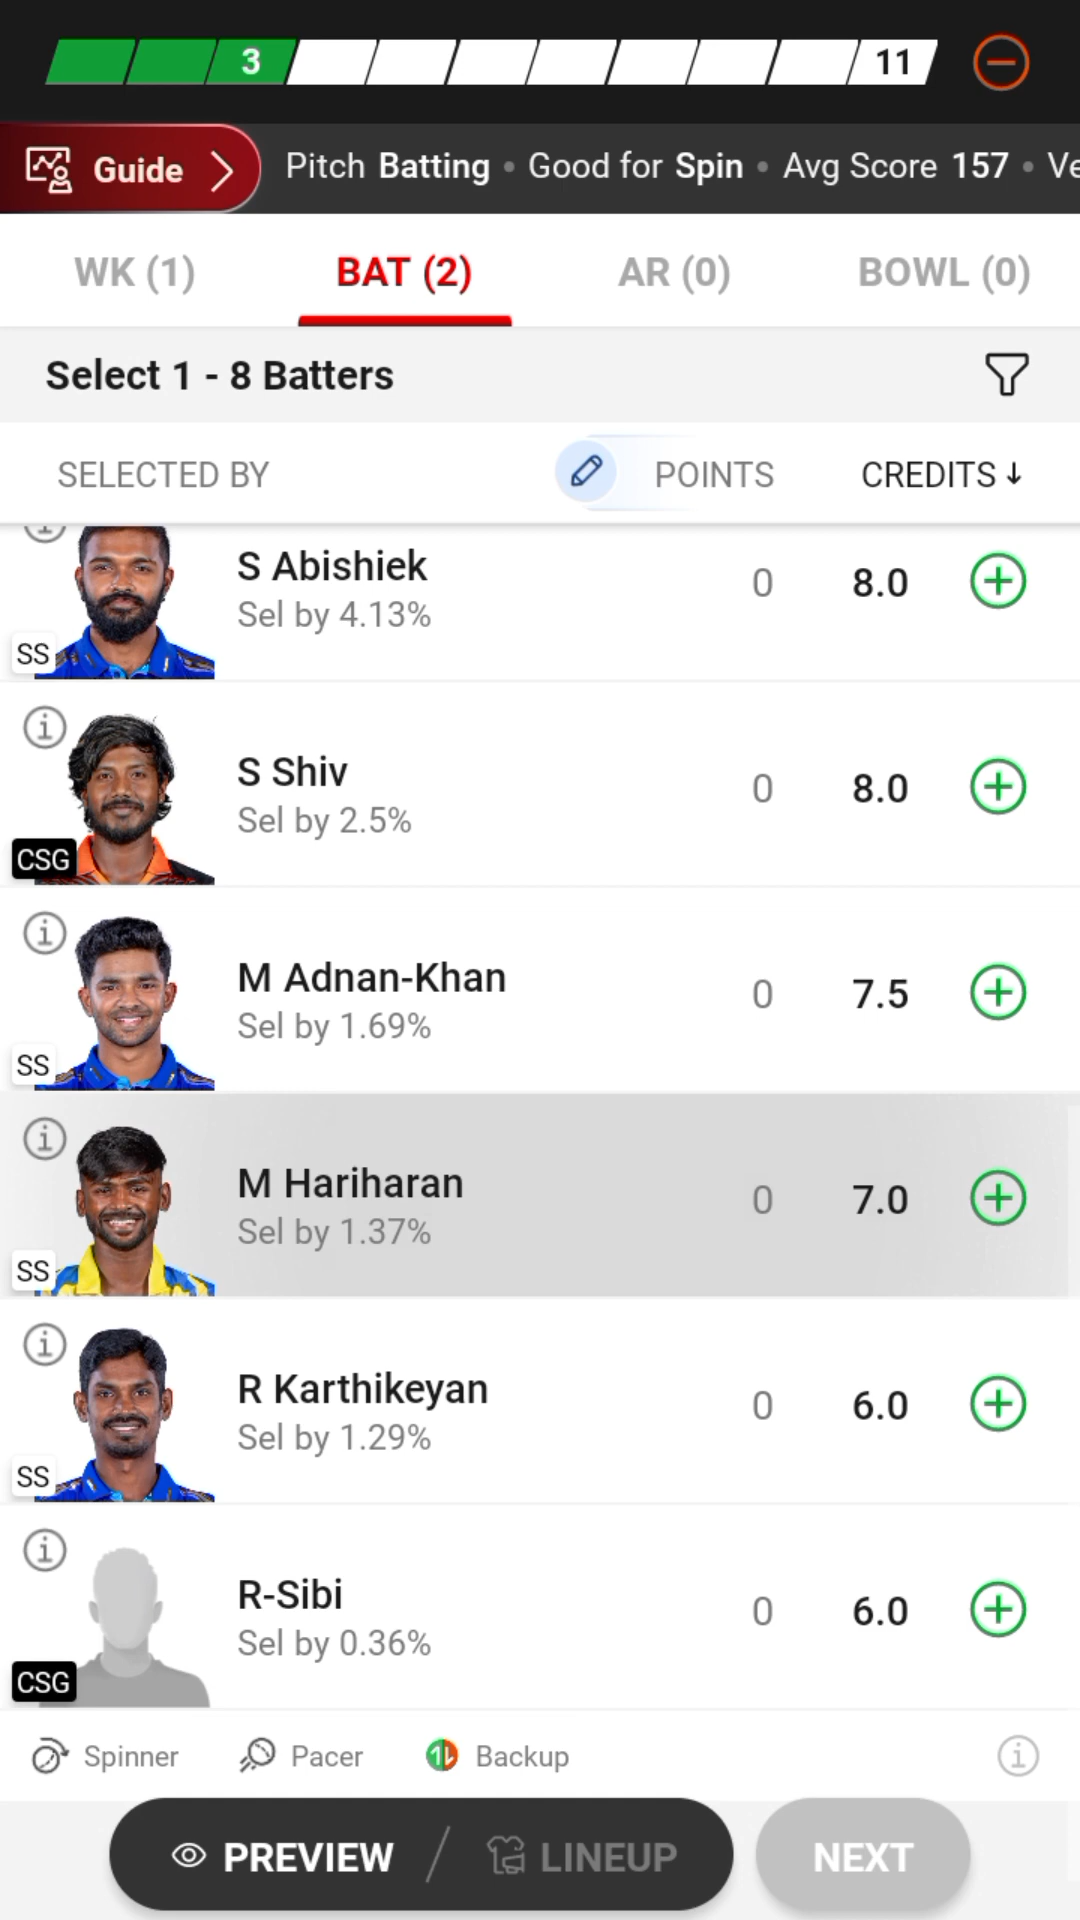 3 11
Guide Pitch Batting • Good for Spin • Avg Score 157 • Ve
WK (1) BAT (2) AR (0) BOWL (0)
Select 1 - 8 Batters
SELECTED BY POINTS CREDITS ↓
S Abishiek 0 8.0
Sel by 4.13%
SS
S Shiv 0 8.0
Sel by 2.5%
CSG
M Adnan-Khan 0 7.5
Sel by 1.69%
SS
M Hariharan 0 7.0
Sel by 1.37%
SS
R Karthikeyan 0 6.0
Sel by 1.29%
SS
R-Sibi 0 6.0
Sel by 0.36%
CSG
Spinner Pacer Backup
PREVIEW / LINEUP NEXT